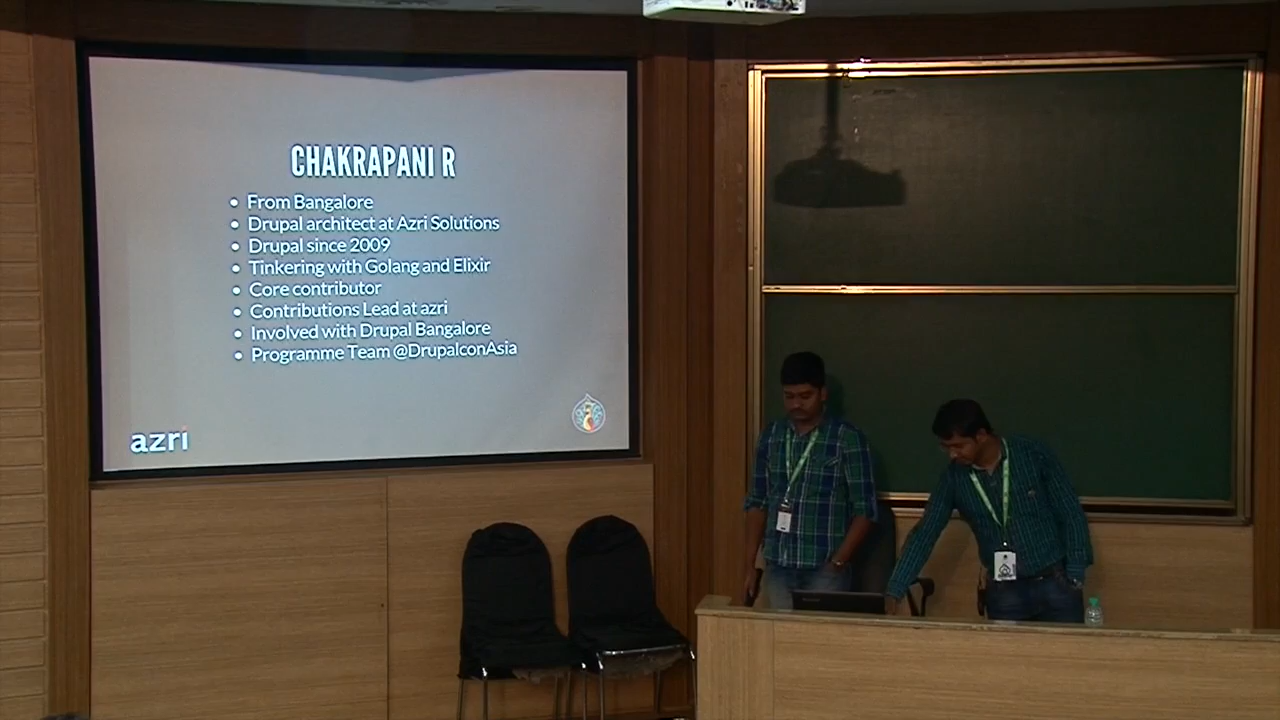 CHAKRAPANI R
From Bangalore
Drupal architect at Azri Solutions
Drupal since 2009
Tinkering with Golang and Elixir
Core contributor
Contributions Lead at azri
Involved with Drupal Bangalore
Programme Team @DrupalconAsia
azri